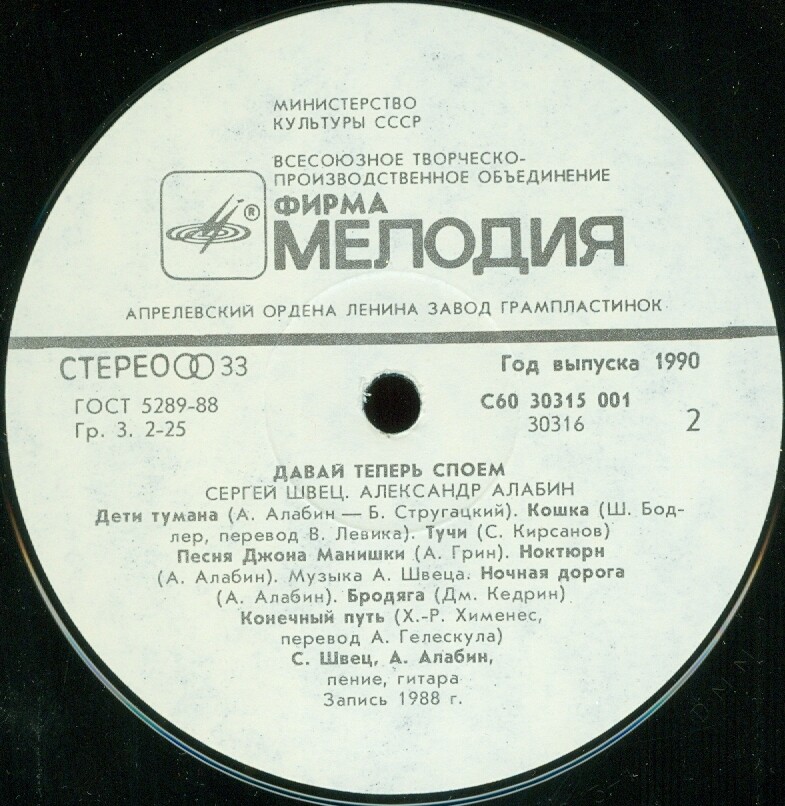 МИНИСТЕРСТВО
КУЛЬТУРЫ СССР
ВСЕСОЮЗНОЕ ТВОРЧЕСКО-
ПРОИЗВОДСТВЕННОЕ ОБЪЕДИНЕНИЕ
®
ФИРМА
МЕЛОДИЯ
АПРЕЛЕВСКИЙ ОРДЕНА ЛЕНИНА ЗАВОД ГРАМПЛАСТИНОК
СТЕРЕО 33
Год выпуска 1990
ГОСТ 5289-88
С60 30315 001
Гр. 3. 2-25
30316
2
ДАВАЙ ТЕПЕРЬ СПОЕМ
СЕРГЕЙ ШВЕЦ. АЛЕКСАНДР АЛАБИН
Дети тумана (А. Алабин — Б. Стругацкий). Кошка (Ш. Бод-
лер, перевод В. Левика). Тучи (С. Кирсанов)
Песня Джона Манишки (А. Грин). Ноктюрн
(А. Алабин). Музыка А. Швеца. Ночная дорога
(А. Алабин). Бродяга (Дм. Кедрин)
Конечный путь (Х.-Р. Хименес,
перевод А. Гелескула)
С. Швец, А. Алабин,
пение, гитара
Запись 1988 г.